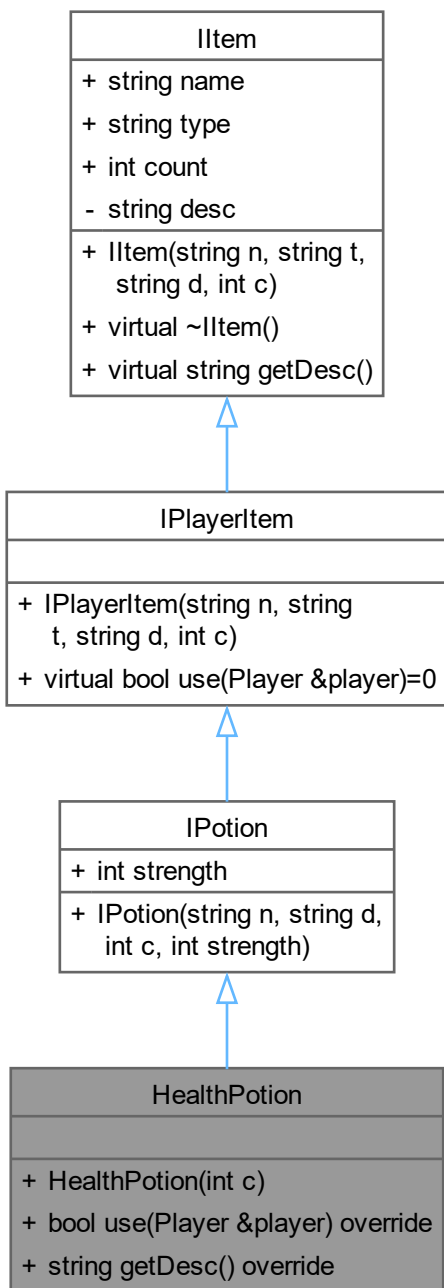 IItem
+ string name
+ string type
+ int count
- string desc
+ IItem(string n, string t,
string d, int c)
+ virtual ~IItem()
+ virtual string getDesc()
IPlayerItem
+ IPlayerItem(string n, string
t, string d, int c)
+ virtual bool use(Player &player)=0
IPotion
+ int strength
+ IPotion(string n, string d,
int c, int strength)
HealthPotion
+ HealthPotion(int c)
+ bool use(Player &player) override
+ string getDesc() override